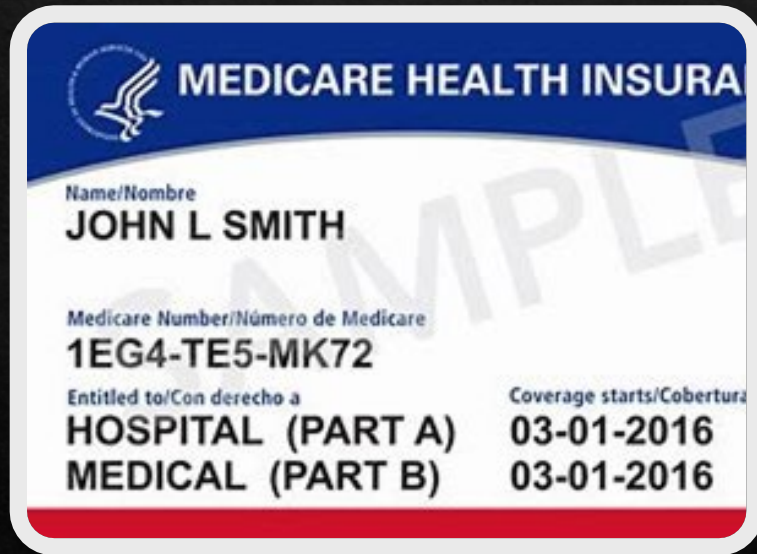 MEDICARE HEALTH INSURA
Name/Nombre
JOHN L SMITH
Medicare Number/Número de Medicare
1EG4-TE5-MK72
Entitled to/Con derecho a Coverage starts/Cobertura
HOSPITAL (PART A) 03-01-2016
MEDICAL (PART B) 03-01-2016
SAMPLE